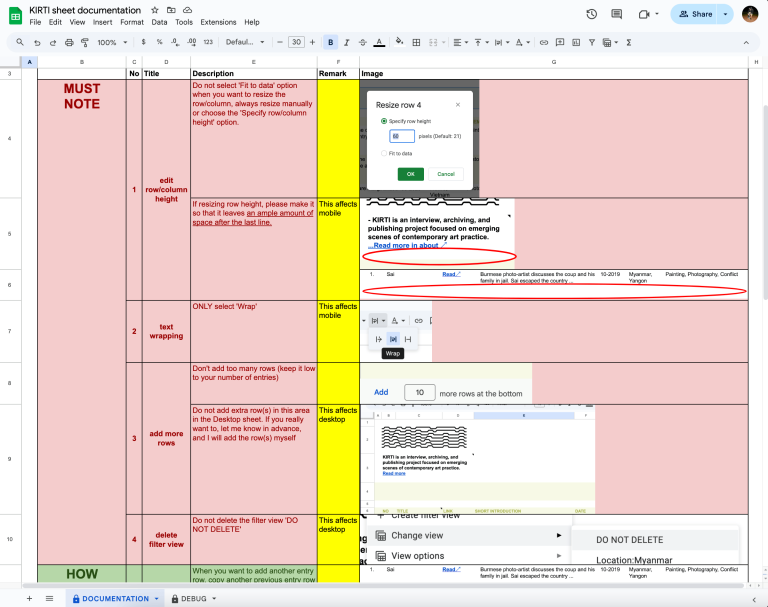 KIRTI sheet documentation
File Edit View Insert Format Data Tools Extensions Help
Share
100% $ % .0 .00 123 Defaul... 30 B I A
A B C D E F G H
3 No Title Description Remark Image
4 MUST
NOTE
1 edit
row/column
height
Do not select 'Fit to data' option
when you want to resize the
row/column, always resize manually
or choose the 'Specify row/column
height' option.
Resize row 4
Specify row height
pixels (Default: 21)
Fit to data
OK Cancel
Vietnam
5 If resizing row height, please make it
so that it leaves an ample amount of
space after the last line.
This affects
mobile
- KIRTI is an interview, archiving, and
publishing project focused on emerging
scenes of contemporary art practice.
...Read more in about
6 1. Sai Read Burmese photo-artist discusses the coup and his 10-2019 Myanmar, Painting, Photography, Conflict
family in jail. Sai escaped the country ... Yangon
7 2 text
wrapping
ONLY select 'Wrap'
This affects
mobile
Wrap
8 Don't add too many rows (keep it low
to your number of entries)
Add 10 more rows at the bottom
9 3 add more
rows
Do not add extra row(s) in this area
in the Desktop sheet. If you really
want to, let me know in advance,
and I will add the row(s) myself
This affects
desktop
KIRTI is an interview, archiving, and
publishing project focused on emerging
scenes of contemporary art practice.
Read more
NO TITLE LINK SHORT INTRODUCTION DATE
10 4 delete
filter view
Do not delete the filter view 'DO
NOT DELETE'
This affects
desktop
Create filter view
Change view
View options
DO NOT DELETE
Location:Myanmar
HOW
When you want to add another entry
row, copy another previous entry row
1. Sai Read Burmese photo-artist discusses the coup and his 10-2019 Myanmar, Painting, Photography, Conflict
family in jail. Sai escaped the country ... Yangon
DOCUMENTATION DEBUG